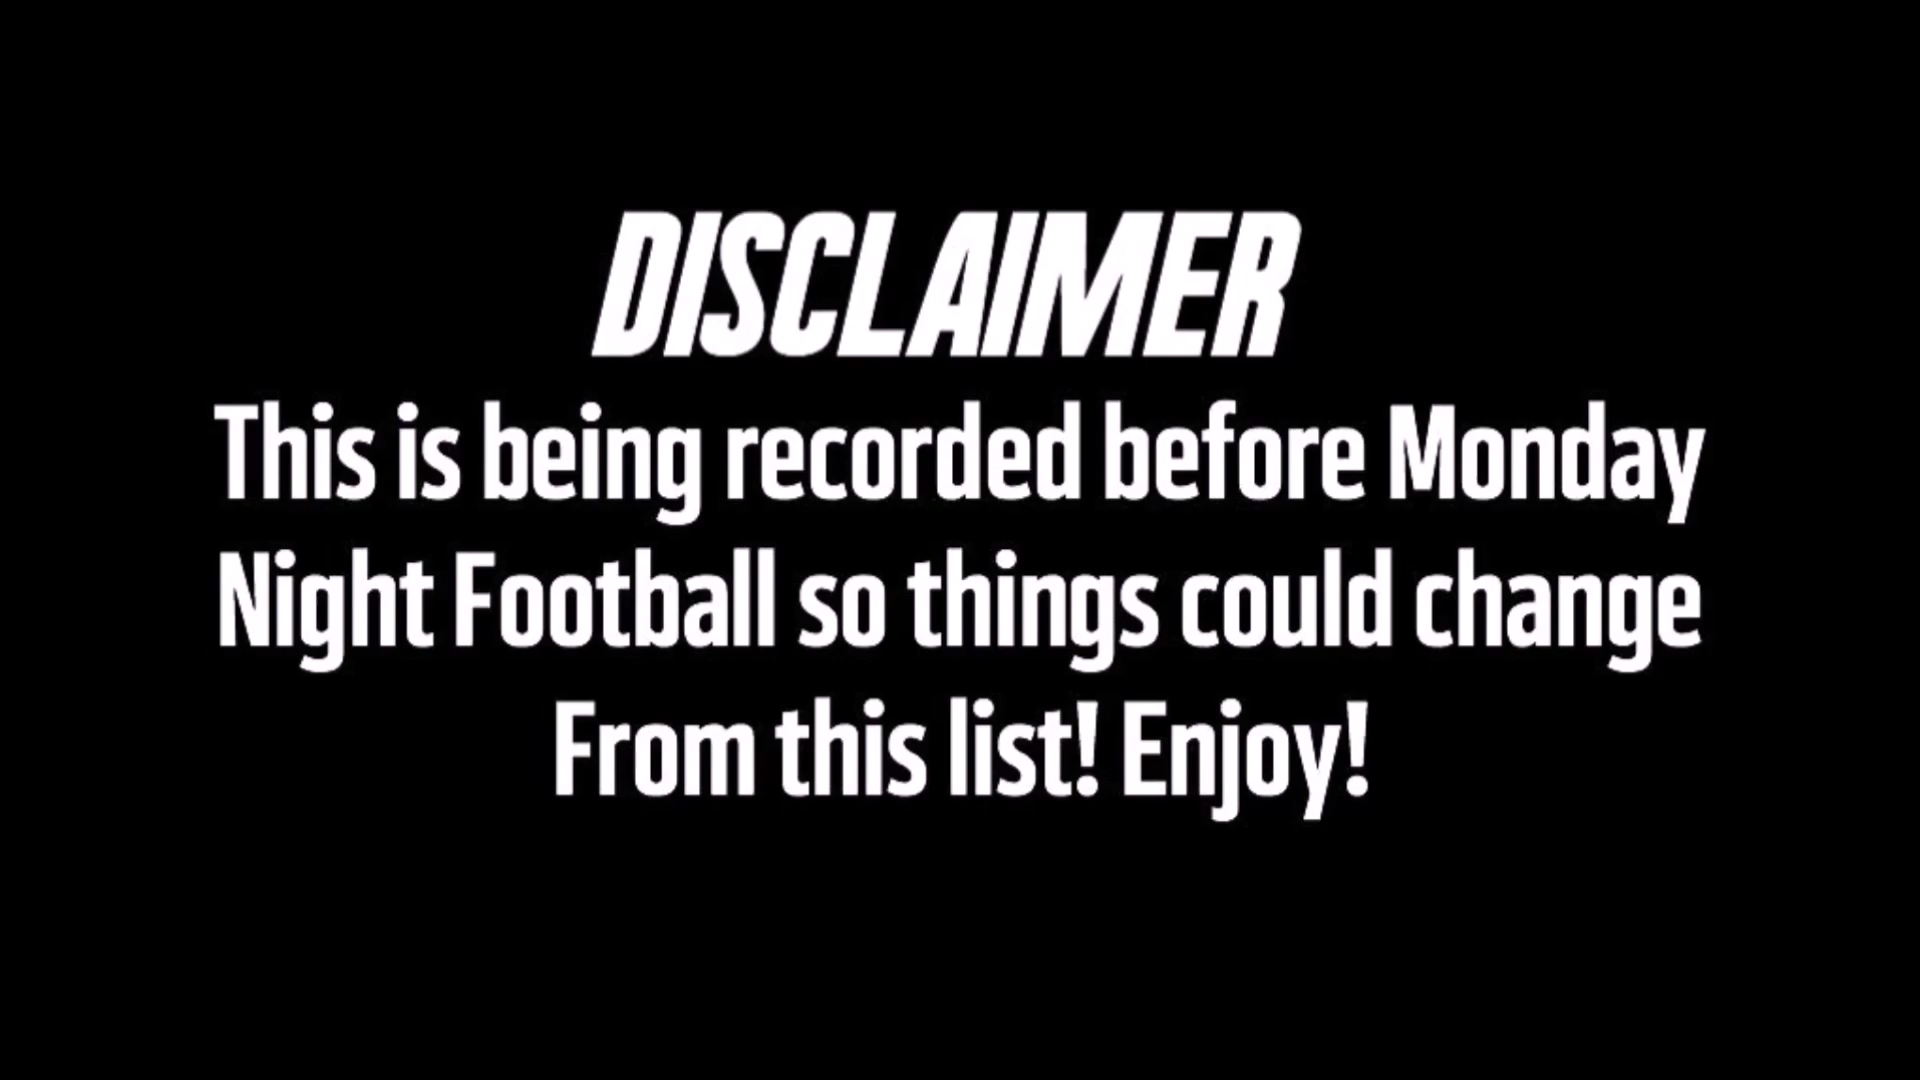 DISCLAIMER
This is being recorded before Monday
Night Football so things could change
From this list! Enjoy!